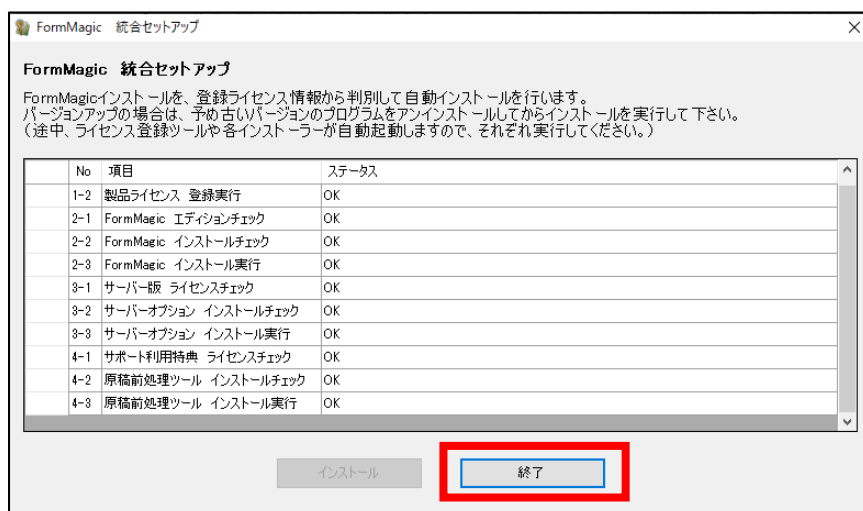 FormMagic 統合セットアップ
FormMagic 統合セットアップ
FormMagicインストールを、登録ライセンス情報から判別して自動インストールを行います。
バージョンアップの場合は、予め古いバージョンのプログラムをアンインストールしてからインストールを実行して下さい。
(途中、ライセンス登録ツールや各インストーラーが自動起動しますので、それぞれ実行してください。)
No 項目 ステータス
1-2 製品ライセンス 登録実行 OK
2-1 FormMagic エディションチェック OK
2-2 FormMagic インストールチェック OK
2-3 FormMagic インストール実行 OK
3-1 サーバー版 ライセンスチェック OK
3-2 サーバーオプション インストールチェック OK
3-3 サーバーオプション インストール実行 OK
4-1 サポート利用特典 ライセンスチェック OK
4-2 原稿前処理ツール インストールチェック OK
4-3 原稿前処理ツール インストール実行 OK
インストール 終了